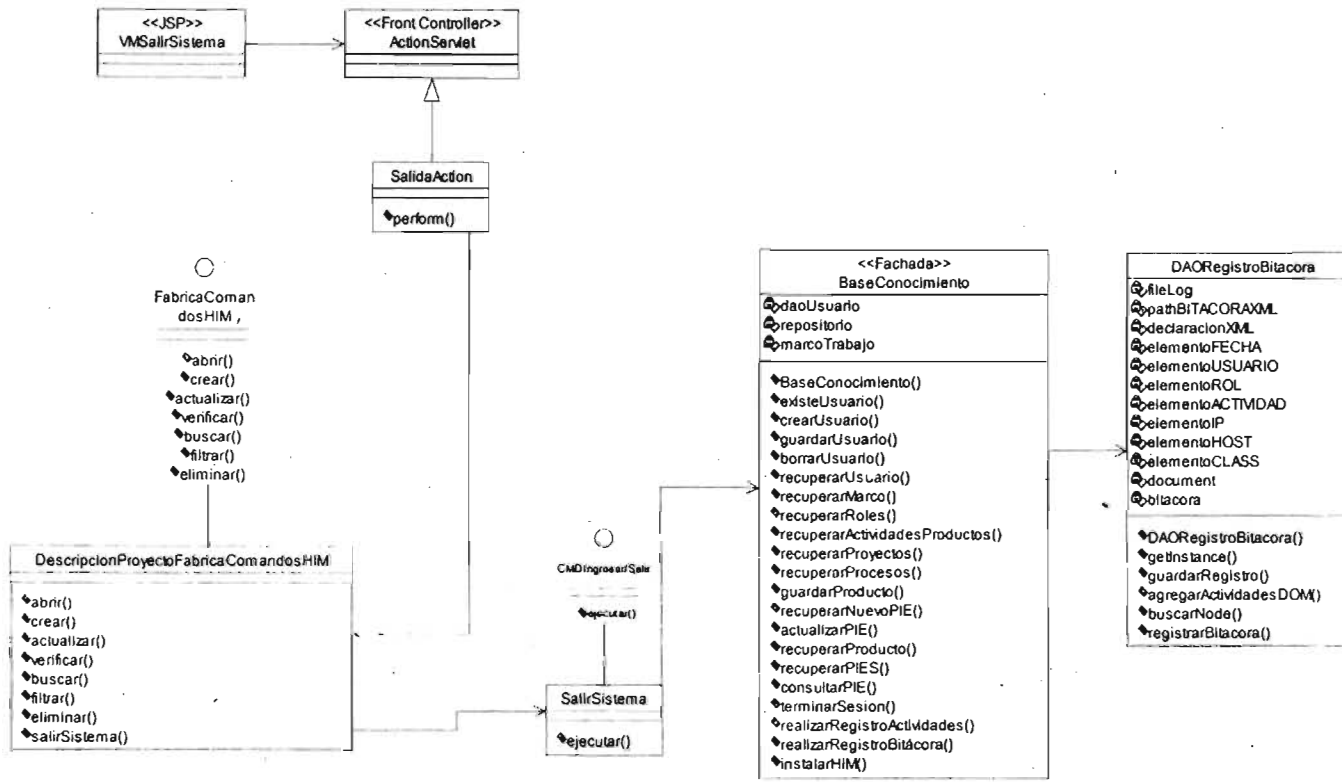 <<JSP>>
VMSalirSistema
<<Front Controller>>
ActionServlet
SalidaAction
perform()
FabricaComan
dosHIM ,
abrir()
crear()
actualizar()
verificar()
buscar()
filtrar()
eliminar()
DescripcionProyectoFabricaComandosHIM
abrir()
crear()
actualizar()
verificar()
buscar()
filtrar()
eliminar()
salirSistema()
CMDIngresar/Salir
ejecutar()
SalirSistema
ejecutar()
<<Fachada>>
BaseConocimiento
daoUsuario
repositorio
marcoTrabajo
BaseConocimiento()
existeUsuario()
crearUsuario()
guardarUsuario()
borrarUsuario()
recuperarUsuario()
recuperarMarco()
recuperarRoles()
recuperarActividadesProductos()
recuperarProyectos()
recuperarProcesos()
guardarProducto()
recuperarNuevoPIE()
actualizarPIE()
recuperarProducto()
recuperarPIES()
consultarPIE()
terminarSesion()
realizarRegistroActividades()
realizarRegistroBitácora()
instalarHIM()
DAORegistroBitacora
fileLog
pathBITACORAXML
declaracionXML
elementoFECHA
elementoUSUARIO
elementoROL
elementoACTIVIDAD
elementoIP
elementoHOST
elementoCLASS
document
bitacora
DAORegistroBitacora()
getInstance()
guardarRegistro()
agregarActividadesDOM()
buscarNode()
registrarBitacora()